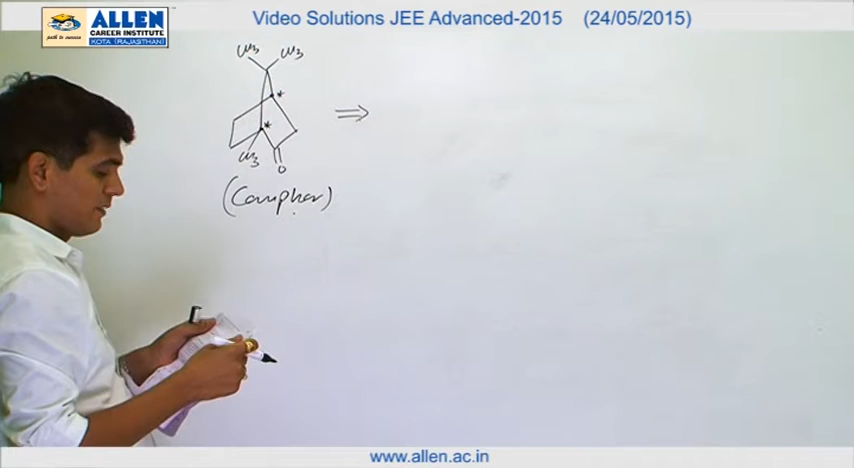 path to success
ALLEN
CAREER INSTITUTE
KOTA (RAJASTHAN)
Video Solutions JEE Advanced-2015 (24/05/2015)
CH3 CH3
*
*
CH3
O
(Camphor)
www.allen.ac.in